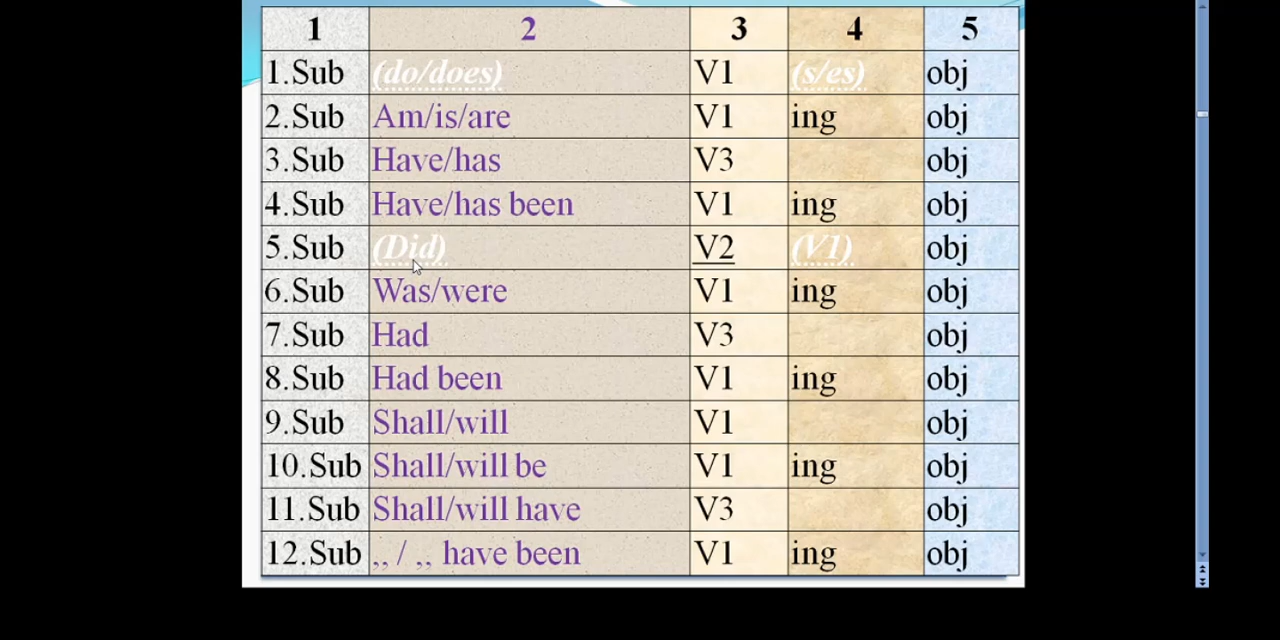 1 2 3 4 5
1.Sub (do/does) V1 (s/es) obj
2.Sub Am/is/are V1 ing obj
3.Sub Have/has V3 obj
4.Sub Have/has been V1 ing obj
5.Sub (Did) V2 (V1) obj
6.Sub Was/were V1 ing obj
7.Sub Had V3 obj
8.Sub Had been V1 ing obj
9.Sub Shall/will V1 obj
10.Sub Shall/will be V1 ing obj
11.Sub Shall/will have V3 obj
12.Sub ,, / ,, have been V1 ing obj